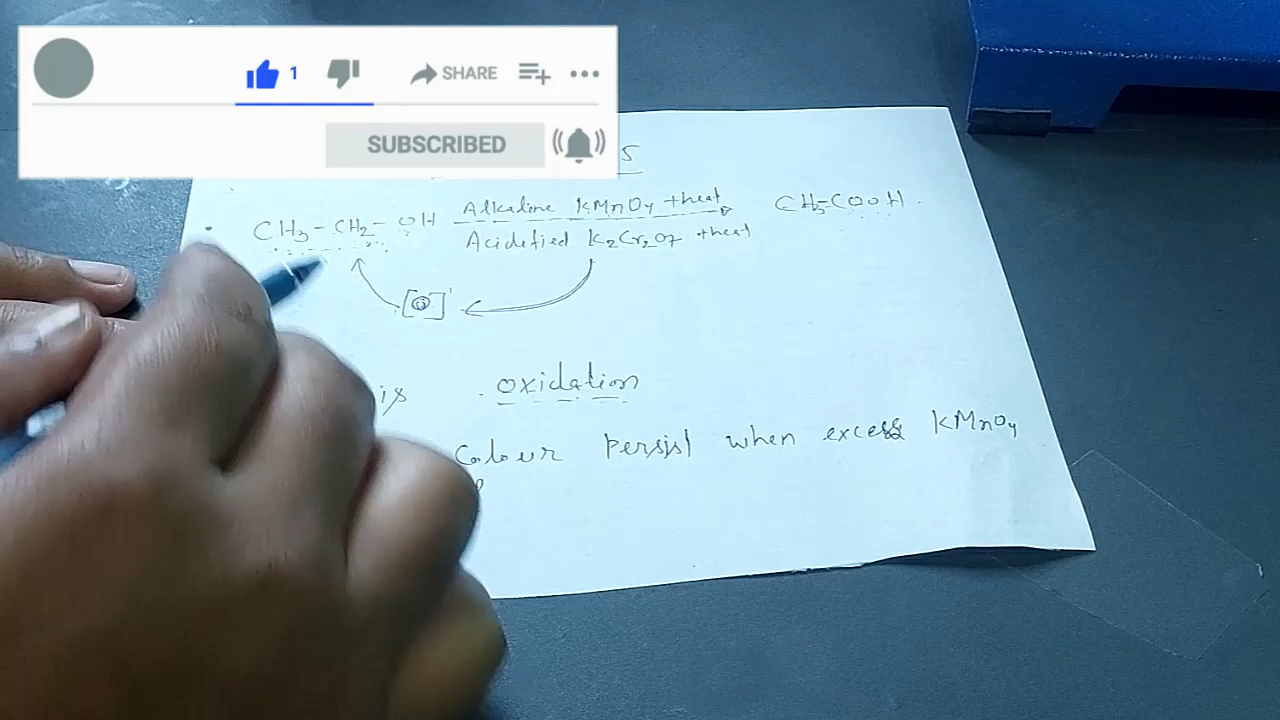 1 SHARE
SUBSCRIBED
S
CH3-CH2-OH Alkaline KMnO4 + heat CH3-COOH.
Acidified K2Cr2O7 + heat
[O]
is oxidation
Colour Persist when excess KMnO4